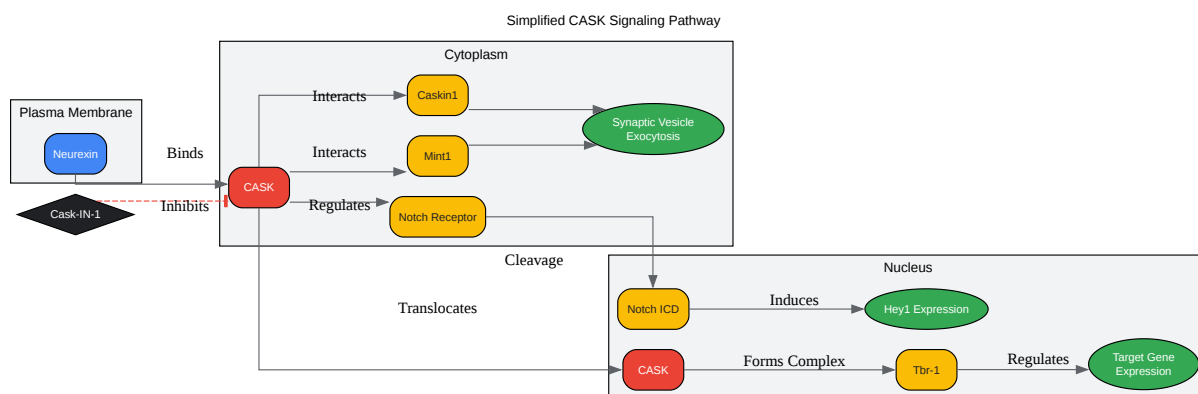 Simplified CASK Signaling Pathway
Cytoplasm
Plasma Membrane
Neurexin
Binds
Cask-IN-1
Inhibits
CASK
Interacts
Caskin1
Interacts
Mint1
Synaptic Vesicle
Exocytosis
Regulates
Notch Receptor
Cleavage
Translocates
Nucleus
Notch ICD
Induces
Hey1 Expression
CASK
Forms Complex
Tbr-1
Regulates
Target Gene
Expression